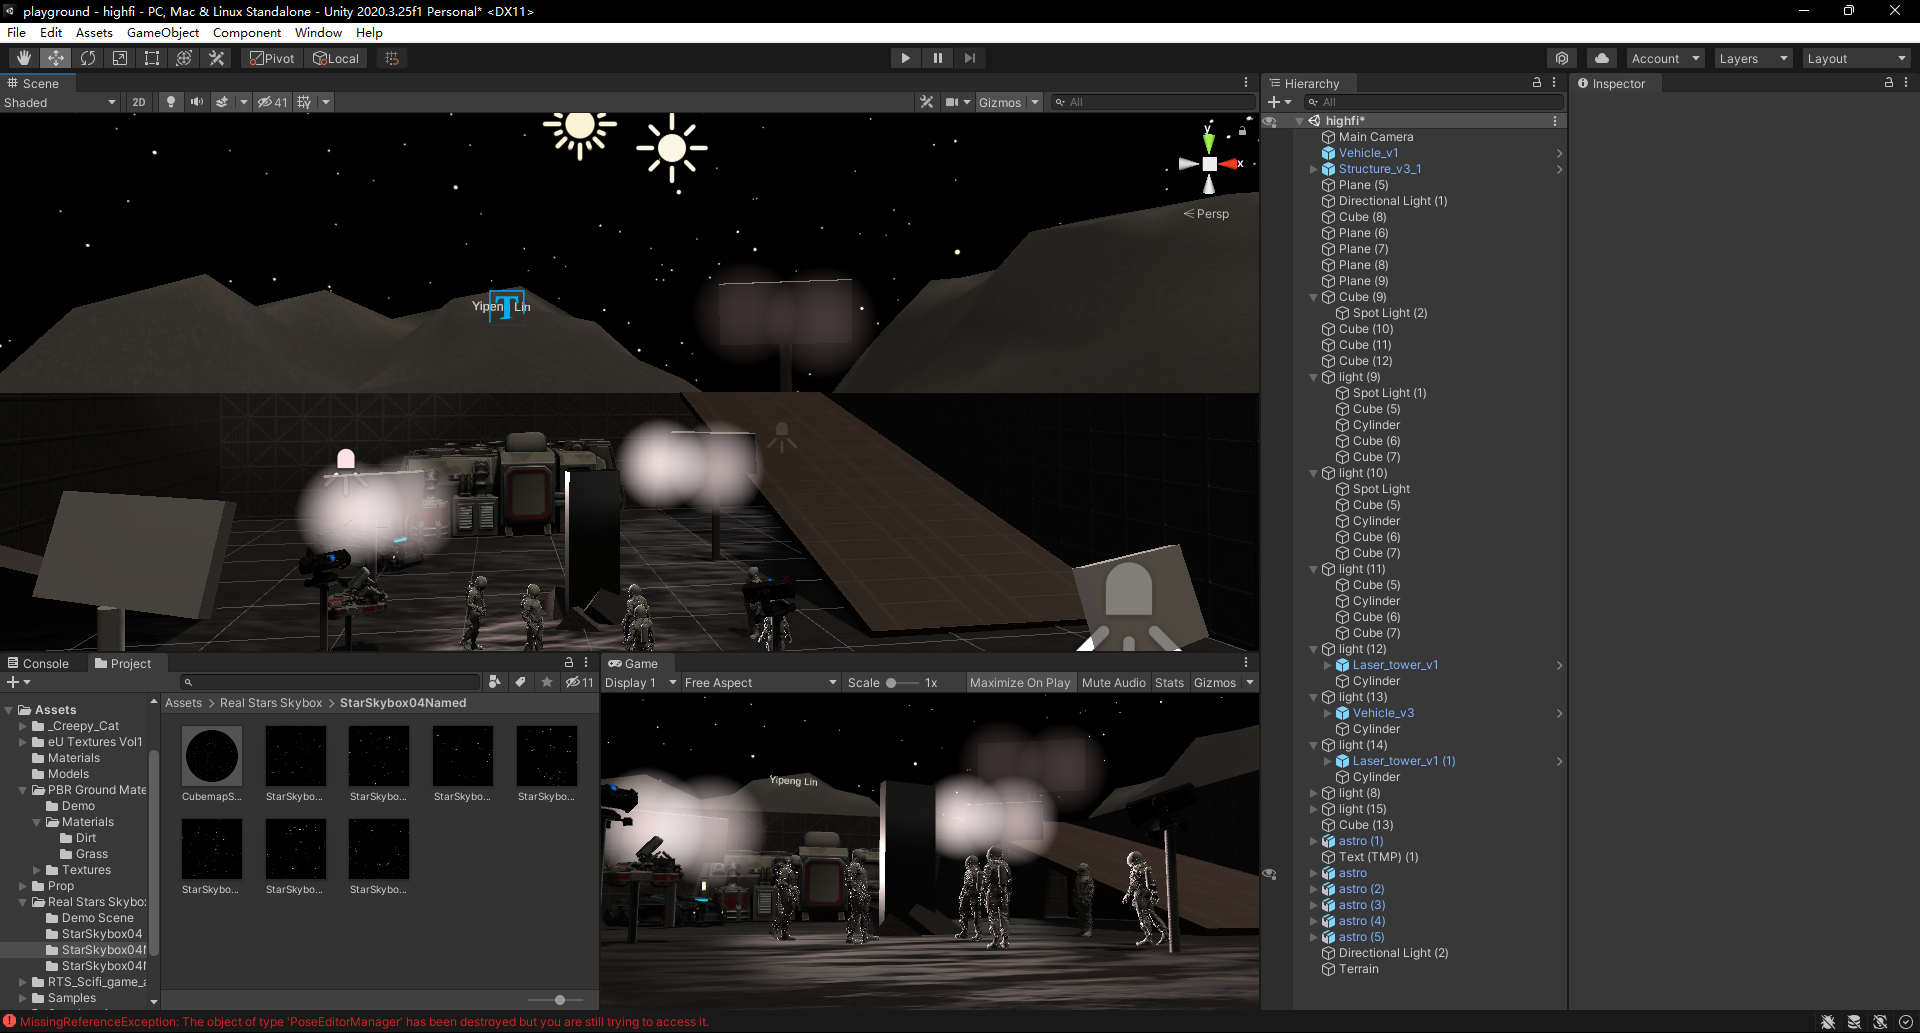 playground - highfi - PC, Mac & Linux Standalone - Unity 2020.3.25f1 Personal* <DX11>
File Edit Assets GameObject Component Window Help
Pivot Local
Account Layers Layout
Scene
Shaded 2D 41 Gizmos All
Y
x
Persp
Yipeng Lin
T
Console Project
11
Assets
_Creepy_Cat
eU Textures Vol1
Materials
Models
PBR Ground Mate
Demo
Materials
Dirt
Grass
Textures
Prop
Real Stars Skybo
Demo Scene
StarSkybox04
StarSkybox04N
StarSkybox04N
RTS_Scifi_game_a
Samples
Assets > Real Stars Skybox > StarSkybox04Named
CubemapS... StarSkybo... StarSkybo... StarSkybo... StarSkybo...
StarSkybo... StarSkybo... StarSkybo...
Game
Display 1 Free Aspect Scale 1x Maximize On Play Mute Audio Stats Gizmos
Yipeng Lin
Hierarchy
All
highfi*
Main Camera
Vehicle_v1
Structure_v3_1
Plane (5)
Directional Light (1)
Cube (8)
Plane (6)
Plane (7)
Plane (8)
Plane (9)
Cube (9)
Spot Light (2)
Cube (10)
Cube (11)
Cube (12)
light (9)
Spot Light (1)
Cube (5)
Cylinder
Cube (6)
Cube (7)
light (10)
Spot Light
Cube (5)
Cylinder
Cube (6)
Cube (7)
light (11)
Cube (5)
Cylinder
Cube (6)
Cube (7)
light (12)
Laser_tower_v1
Cylinder
light (13)
Vehicle_v3
Cylinder
light (14)
Laser_tower_v1 (1)
Cylinder
light (8)
light (15)
Cube (13)
astro (1)
Text (TMP) (1)
astro
astro (2)
astro (3)
astro (4)
astro (5)
Directional Light (2)
Terrain
Inspector
MissingReferenceException: The object of type 'PoseEditorManager' has been destroyed but you are still trying to access it.